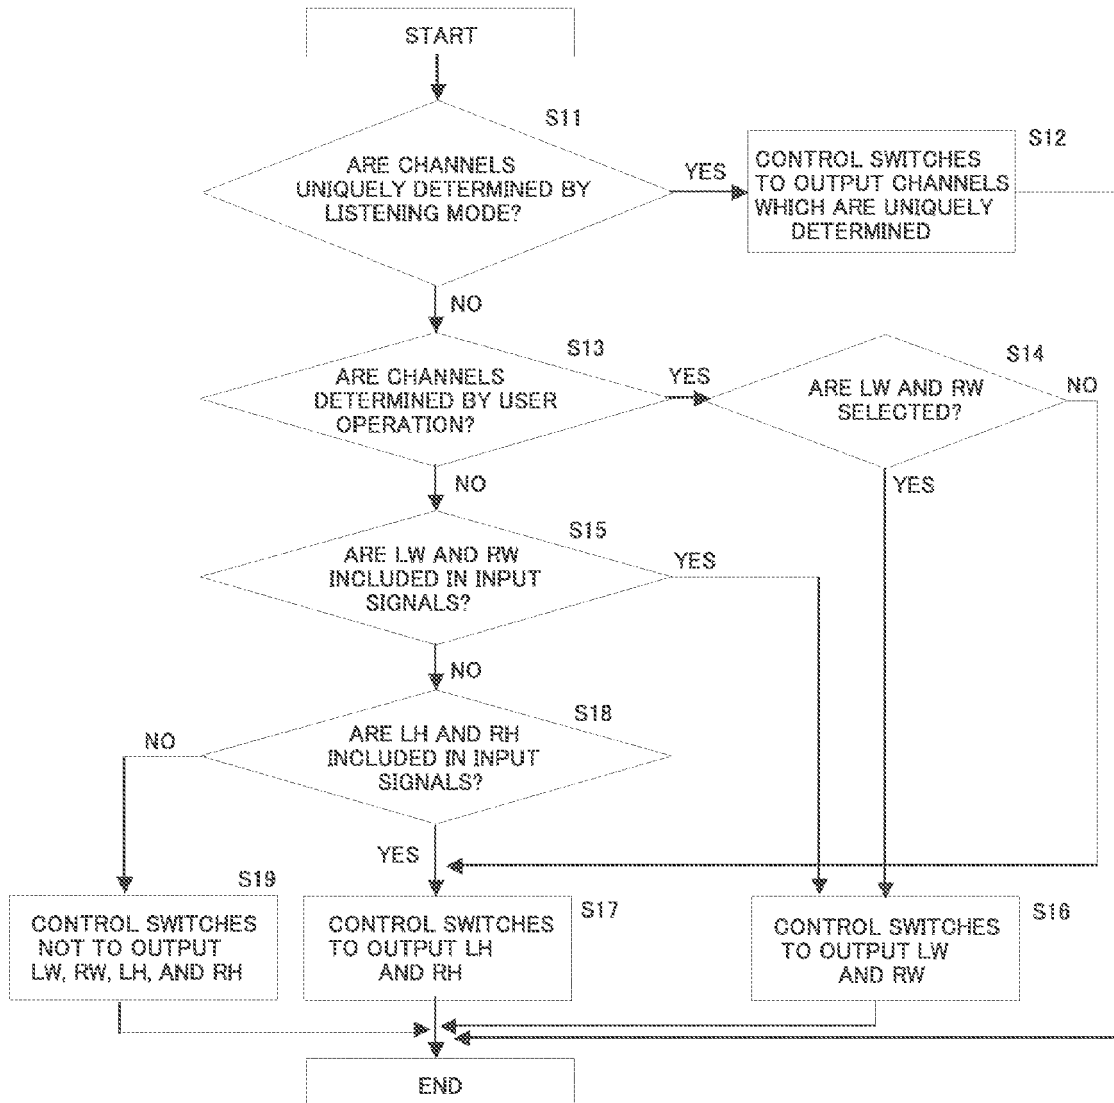 START
S11
ARE CHANNELS
UNIQUELY DETERMINED BY
LISTENING MODE?
YES
S12
CONTROL SWITCHES
TO OUTPUT CHANNELS
WHICH ARE UNIQUELY
DETERMINED
NO
S13
ARE CHANNELS
DETERMINED BY USER
OPERATION?
YES
S14
ARE LW AND RW
SELECTED?
NO
YES
NO
S15
ARE LW AND RW
INCLUDED IN INPUT
SIGNALS?
YES
NO
S18
ARE LH AND RH
INCLUDED IN INPUT
SIGNALS?
NO
YES
S19
CONTROL SWITCHES
NOT TO OUTPUT
LW, RW, LH, AND RH
S17
CONTROL SWITCHES
TO OUTPUT LH
AND RH
S16
CONTROL SWITCHES
TO OUTPUT LW
AND RW
END